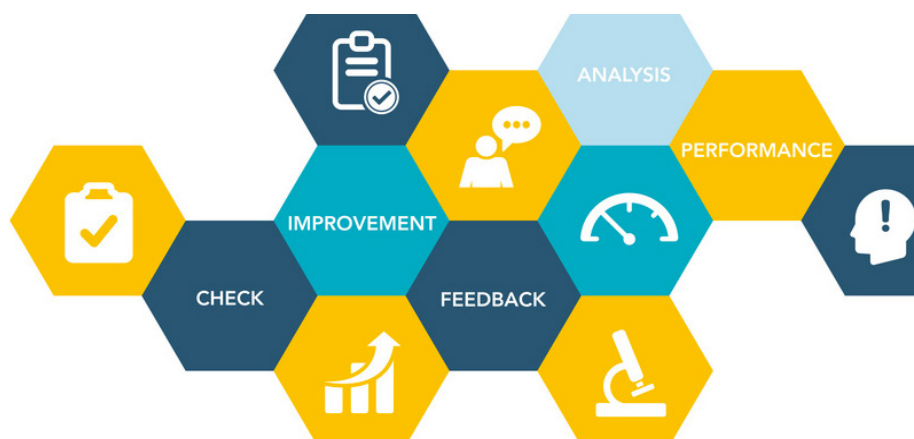 ANALYSIS
PERFORMANCE
IMPROVEMENT
CHECK
FEEDBACK